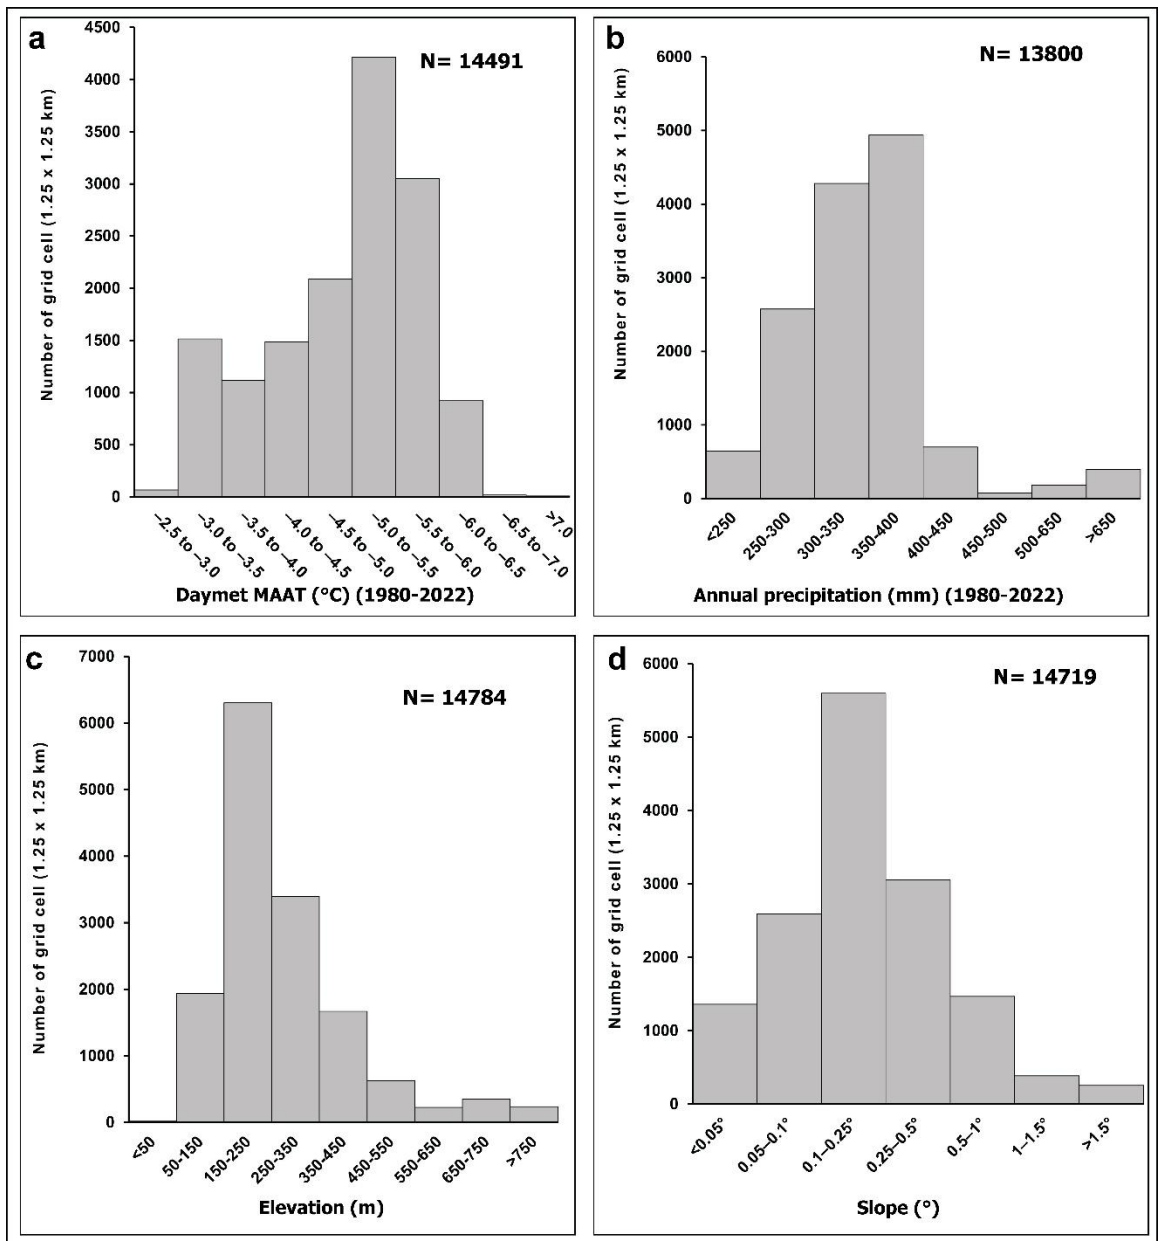 a
N= 14491
Number of grid cell (1.25 x 1.25 km)
4500
4000
3500
3000
2500
2000
1500
1000
500
0
–2.5 to –3.0
–3.0 to –3.5
–3.5 to –4.0
–4.0 to –4.5
–4.5 to –5.0
–5.0 to –5.5
–5.5 to –6.0
–6.0 to –6.5
–6.5 to –7.0
>7.0
Daymet MAAT (°C) (1980-2022)
b
N= 13800
Number of grid cell (1.25 x 1.25 km)
6000
5000
4000
3000
2000
1000
0
<250
250-300
300-350
350-400
400-450
450-500
500-650
>650
Annual precipitation (mm) (1980-2022)
c
N= 14784
Number of grid cell (1.25 x 1.25 km)
7000
6000
5000
4000
3000
2000
1000
0
<50
50-150
150-250
250-350
350-450
450-550
550-650
650-750
>750
Elevation (m)
d
N= 14719
Number of grid cell (1.25 x 1.25 km)
6000
5000
4000
3000
2000
1000
0
<0.05°
0.05–0.1°
0.1–0.25°
0.25–0.5°
0.5–1°
1–1.5°
>1.5°
Slope (°)